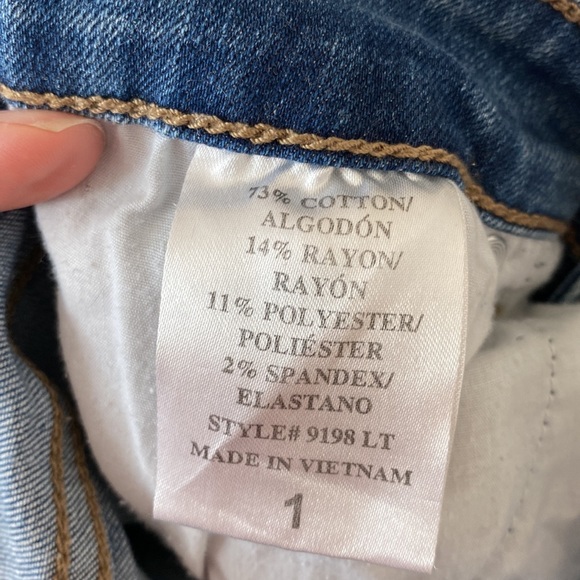 73% COTTON/
ALGODÓN
14% RAYON/
RAYÓN
11% POLYESTER/
POLIÉSTER
2% SPANDEX/
ELASTANO
STYLE# 9198 LT
MADE IN VIETNAM
1